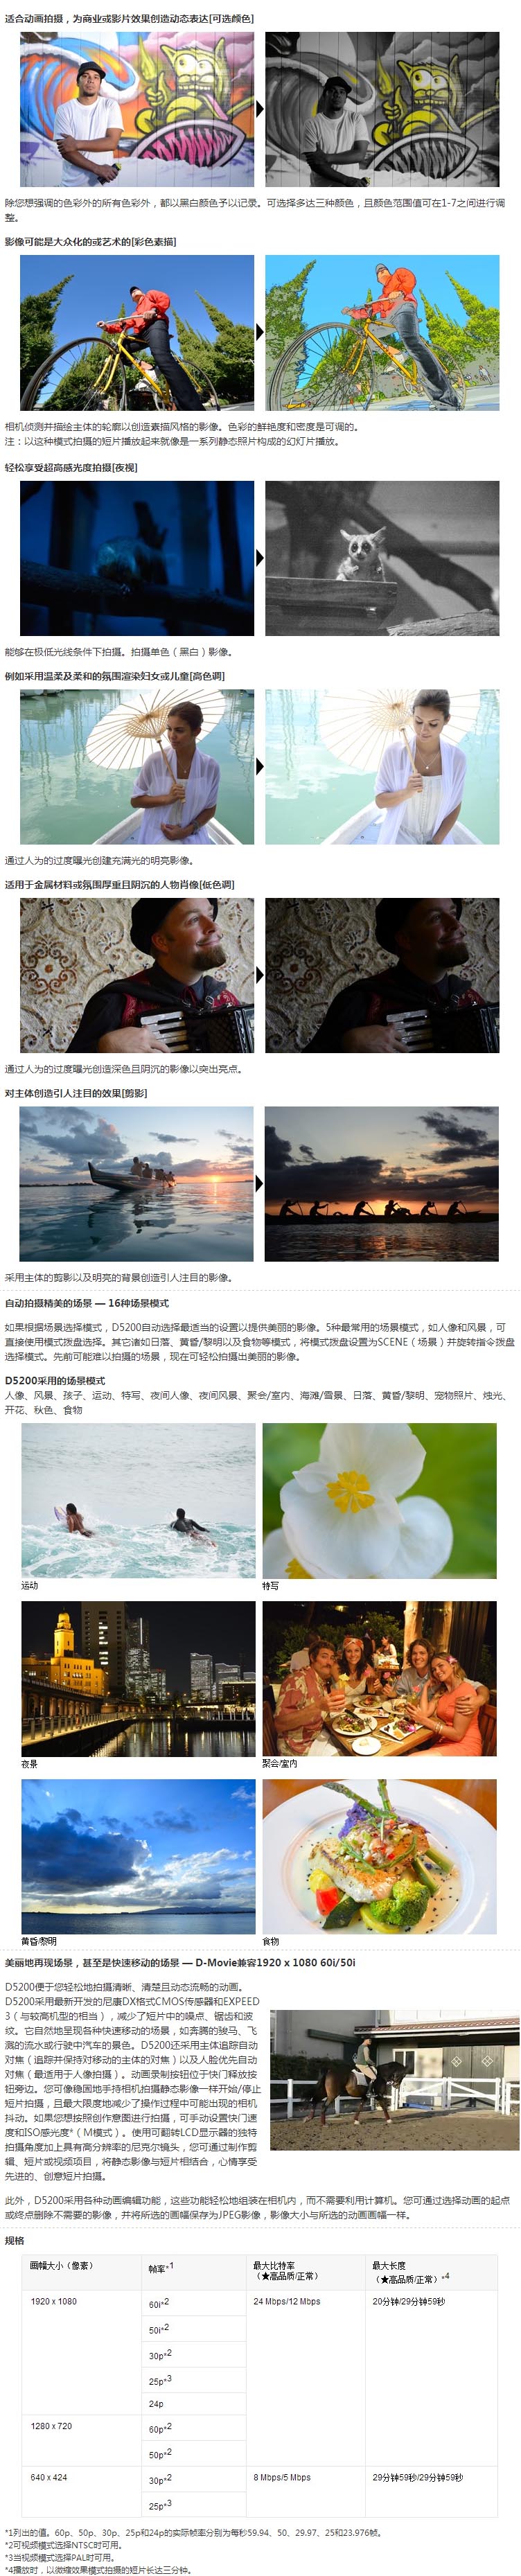 适合动画拍摄，为商业或影片效果创造动态表达[可选颜色]
除您想强调的色彩外的所有色彩外，都以黑白颜色予以记录。可选择多达三种颜色，且颜色范围值可在1-7之间进行调
整。
影像可能是大众化的或艺术的[彩色素描]
相机侦测并描绘主体的轮廓以创造素描风格的影像。色彩的鲜艳度和密度是可调的。
注：以这种模式拍摄的短片播放起来就像是一系列静态照片构成的幻灯片播放。
轻松享受超高感光度拍摄[夜视]
能够在极低光线条件下拍摄。拍摄单色（黑白）影像。
例如采用温柔及柔和的氛围渲染妇女或儿童[高色调]
通过人为的过度曝光创建充满光的明亮影像。
适用于金属材料或氛围厚重且阴沉的人物肖像[低色调]
通过人为的过度曝光创造深色且阴沉的影像以突出亮点。
对主体创造引人注目的效果[剪影]
采用主体的剪影以及明亮的背景创造引人注目的影像。
自动拍摄精美的场景 — 16种场景模式
如果根据场景选择模式，D5200自动选择最适当的设置以提供美丽的影像。5种最常用的场景模式，如人像和风景，可
直接使用模式拨盘选择。其它诸如日落、黄昏/黎明以及食物等模式，将模式拨盘设置为SCENE（场景）并旋转指令拨盘
选择模式。先前可能难以拍摄的场景，现在可轻松拍摄出美丽的影像。
D5200采用的场景模式
人像、风景、孩子、运动、特写、夜间人像、夜间风景、聚会/室内、海滩/雪景、日落、黄昏/黎明、宠物照片、烛光、
开花、秋色、食物
运动
特写
夜景
聚会/室内
黄昏/黎明
食物
美丽地再现场景，甚至是快速移动的场景 — D-Movie兼容1920 x 1080 60i/50i
D5200便于您轻松地拍摄清晰、清楚且动态流畅的动画。
D5200采用最新开发的尼康DX格式CMOS传感器和EXPEED
3（与较高机型的相当），减少了短片中的噪点、锯齿和波
纹。它自然地呈现各种快速移动的场景，如奔腾的骏马、飞
溅的流水或行驶中汽车的景色。D5200还采用主体追踪自动
对焦（追踪并保持对移动的主体的对焦）以及人脸优先自动
对焦（最适用于人像拍摄）。动画录制按钮位于快门释放按
钮旁边。您可像稳固地手持相机拍摄静态影像一样开始/停止
短片拍摄，且最大限度地减少了操作过程中可能出现的相机
抖动。如果您想按照创作意图进行拍摄，可手动设置快门速
度和ISO感光度*（M模式）。使用可翻转LCD显示器的独特
拍摄角度加上具有高分辨率的尼克尔镜头，您可通过制作剪
辑、短片或视频项目，将静态影像与短片相结合，心情享受
先进的、创意短片拍摄。
此外，D5200采用各种动画编辑功能，这些功能轻松地组装在相机内，而不需要利用计算机。您可通过选择动画的起点
或终点删除不需要的影像，并将所选的画幅保存为JPEG影像，影像大小与所选的动画画幅一样。
规格
画幅大小（像素） 帧率*1 最大比特率
（★高品质/正常） 最大长度
（★高品质/正常）*4
1920 x 1080 60i*2 24 Mbps/12 Mbps 20分钟/29分钟59秒
50i*2
30p*2
25p*3
24p
1280 x 720 60p*2
50p*2
640 x 424 30p*2 8 Mbps/5 Mbps 29分钟59秒/29分钟59秒
25p*3
*1列出的值。60p、50p、30p、25p和24p的实际帧率分别为每秒59.94、50、29.97、25和23.976帧。
*2可视频模式选择NTSC时可用。
*3当视频模式选择PAL时可用。
*4播放时，以微缩效果模式拍摄的短片长达三分钟。